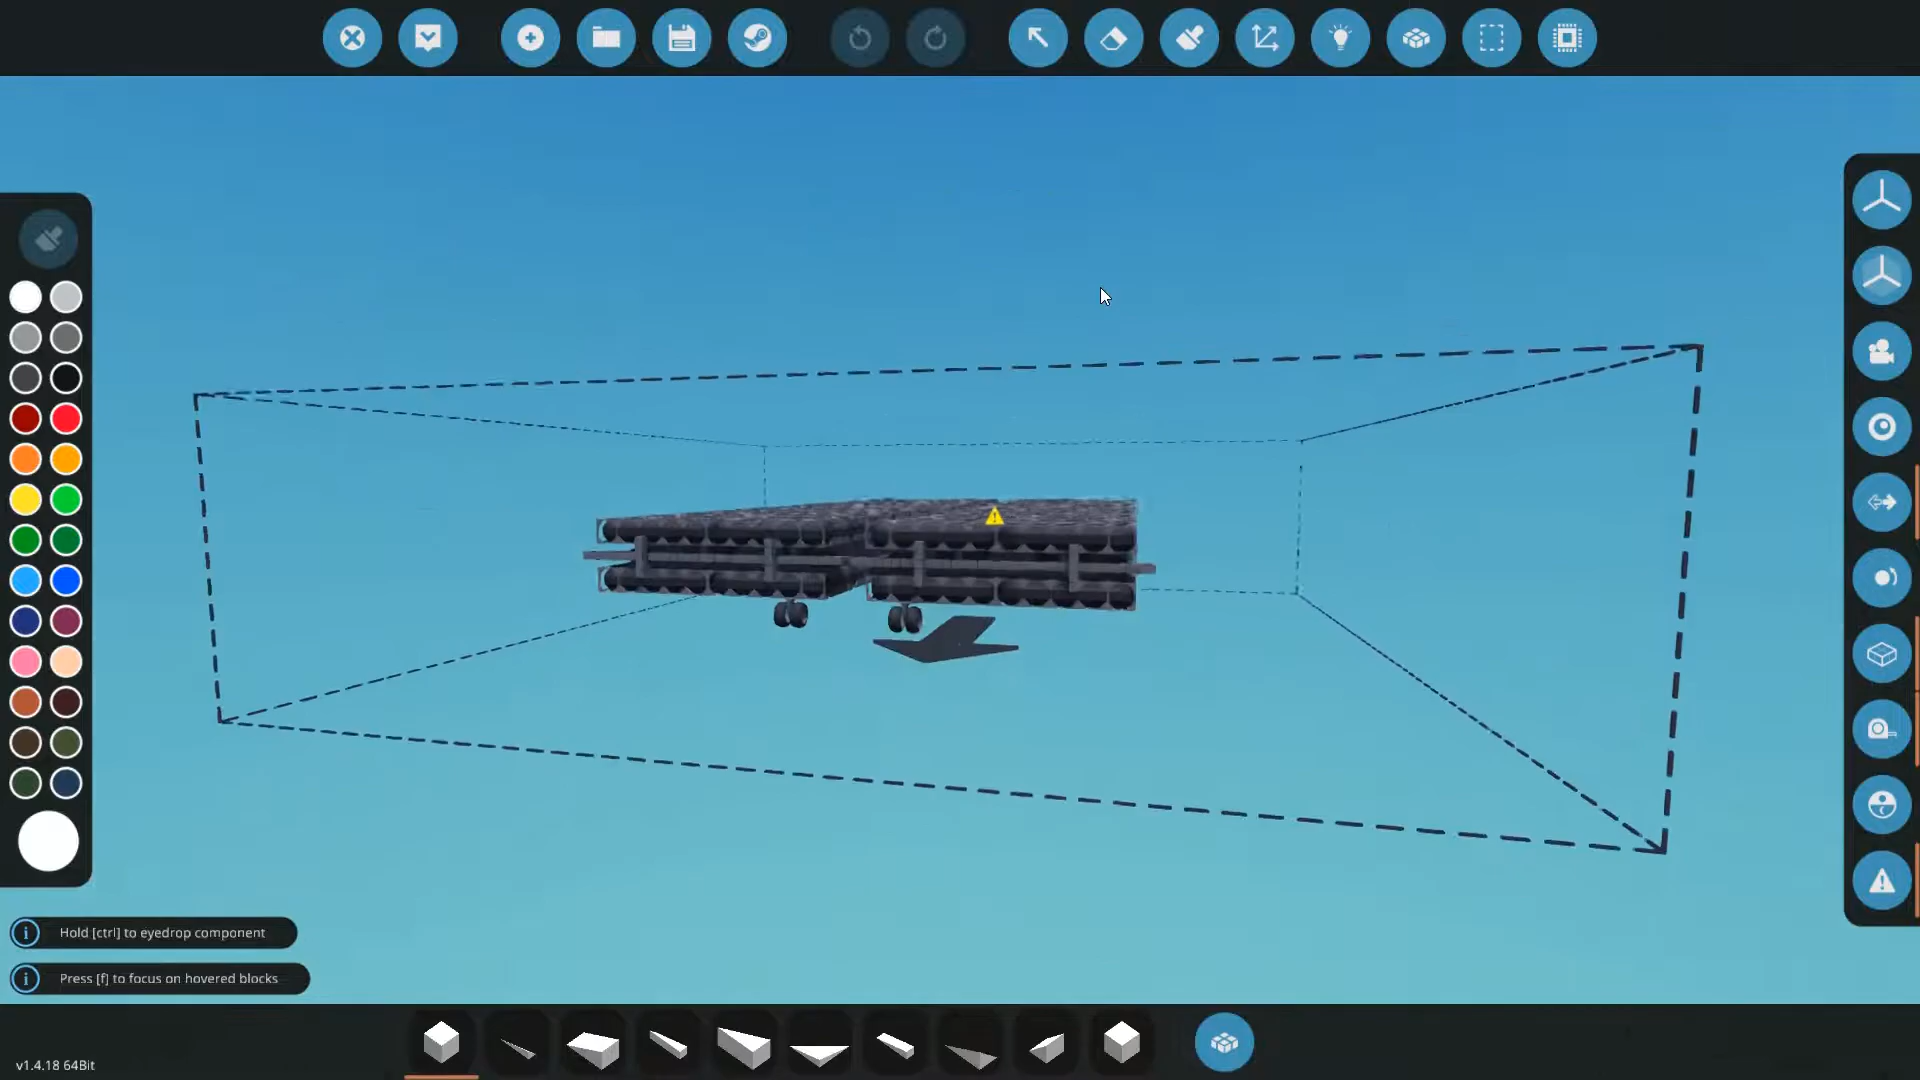 Hold [ctrl] to eyedrop component
Press [f] to focus on hovered blocks
v1.4.18 64Bit